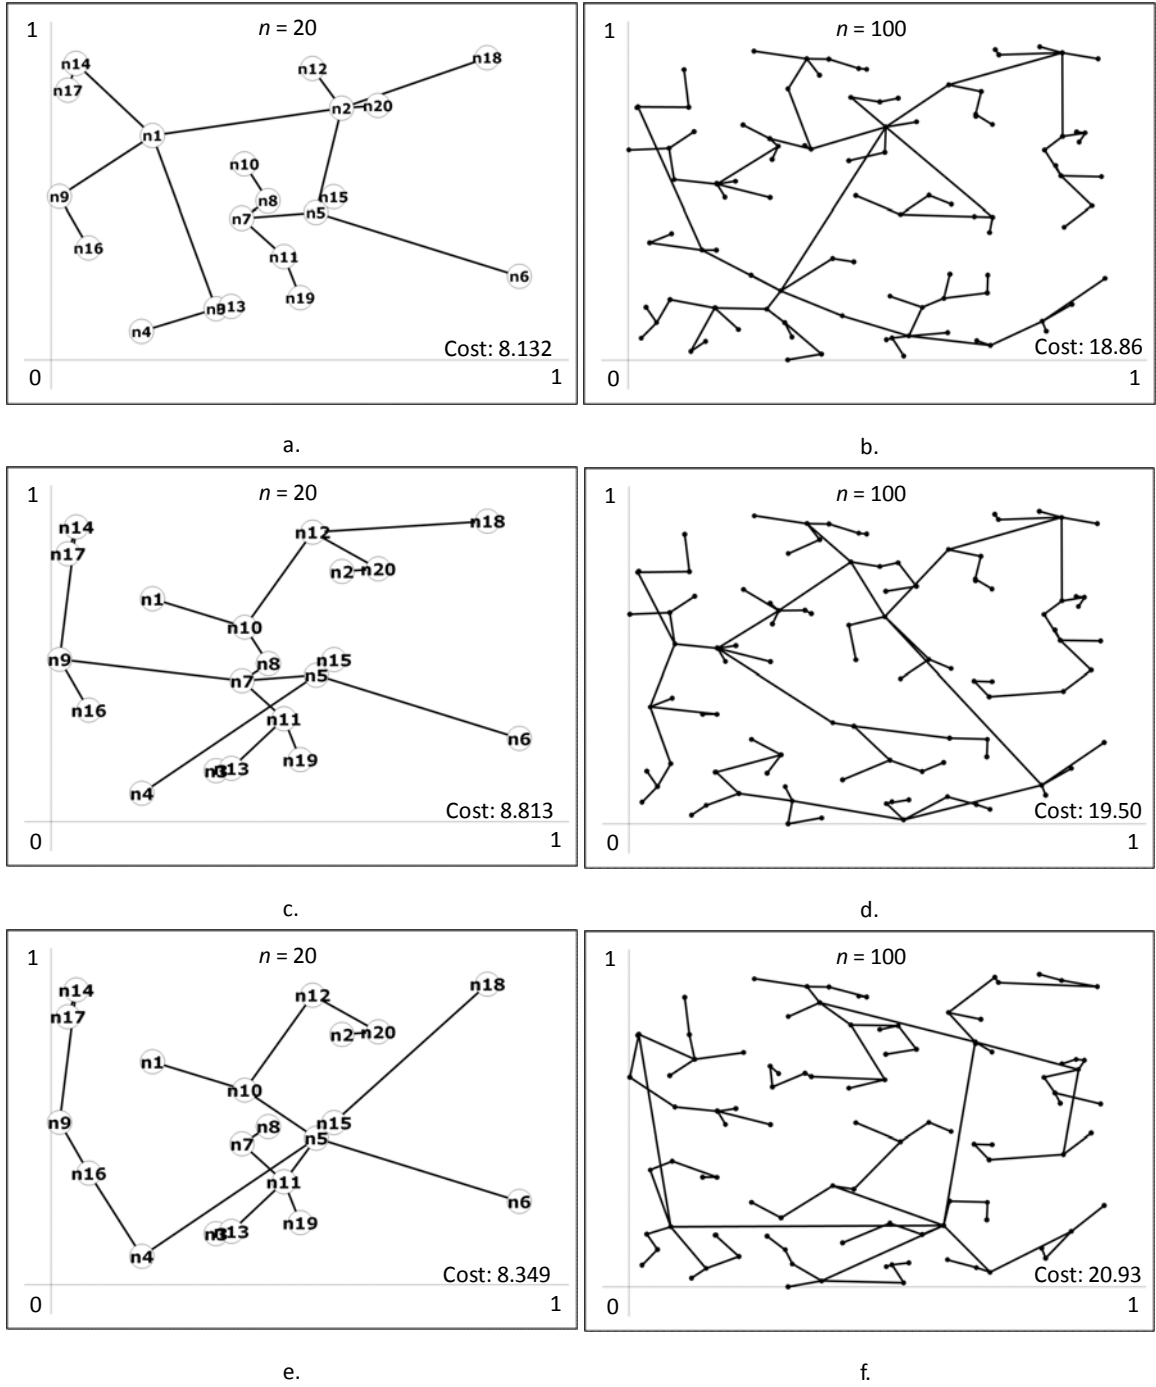 1
n = 20
n14
n12
n18
n17
n2
n20
n1
n10
n9
n8
n15
n7
n5
n16
n11
n6
n19
n13
n4
Cost: 8.132
0
1
a.
1
n = 100
Cost: 18.86
0
1
b.
1
n = 20
n14
n12
n18
n17
n2
n20
n1
n10
n9
n8
n15
n7
n5
n16
n11
n6
n19
n3
n13
n4
Cost: 8.813
0
1
c.
1
n = 100
Cost: 19.50
0
1
d.
1
n = 20
n14
n12
n18
n17
n2
n20
n1
n10
n9
n8
n15
n7
n5
n16
n11
n6
n19
n3
n13
n4
Cost: 8.349
0
1
e.
1
n = 100
Cost: 20.93
0
1
f.